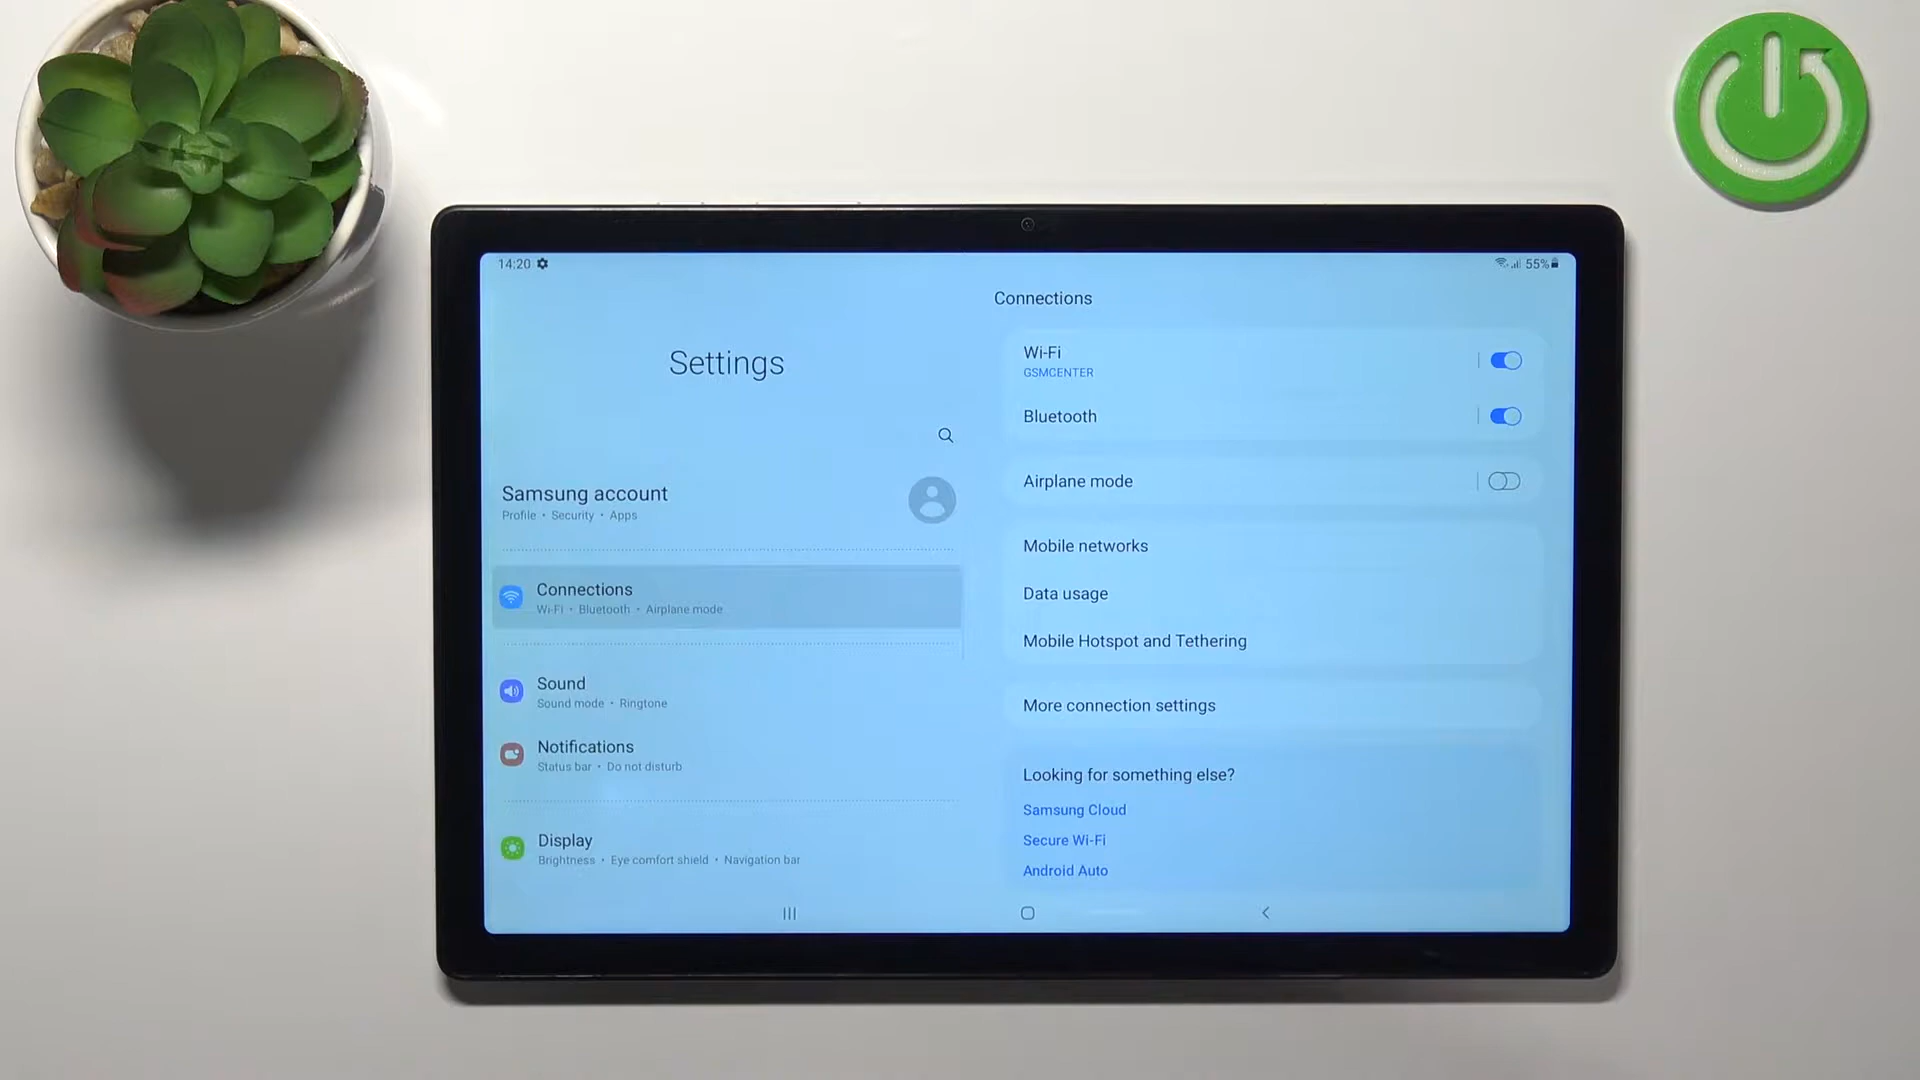 14:20
55%
Settings
Samsung account
Profile • Security • Apps
Connections
Wi-Fi • Bluetooth • Airplane mode
Sound
Sound mode • Ringtone
Notifications
Status bar • Do not disturb
Display
Brightness • Eye comfort shield • Navigation bar
Connections
Wi-Fi
GSMCENTER
Bluetooth
Airplane mode
Mobile networks
Data usage
Mobile Hotspot and Tethering
More connection settings
Looking for something else?
Samsung Cloud
Secure Wi-Fi
Android Auto